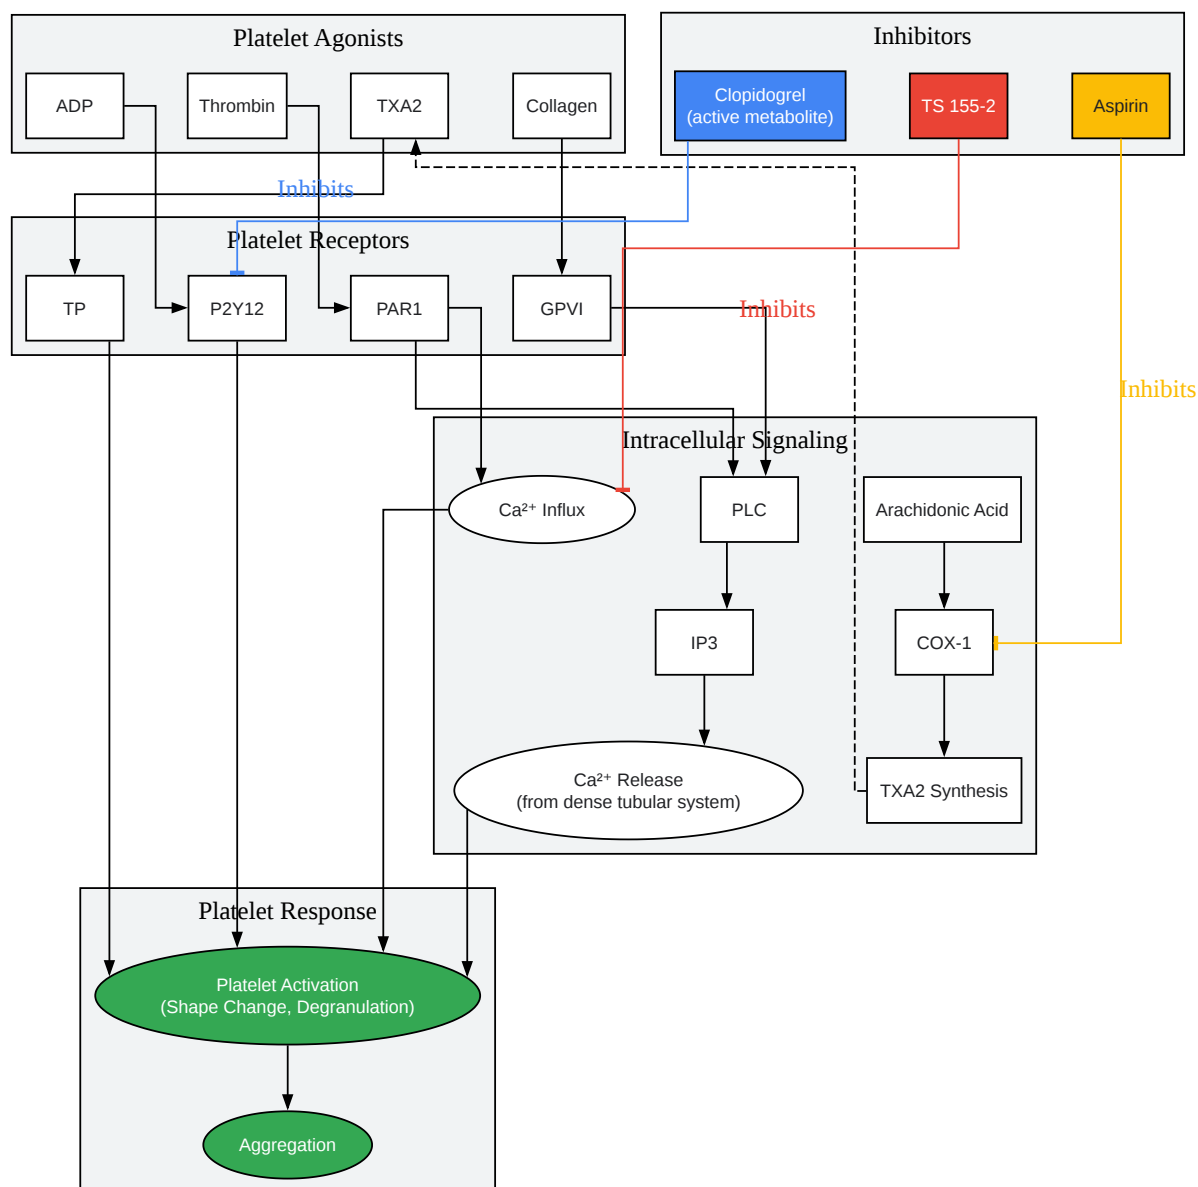 Platelet Agonists
ADP
Thrombin
TXA2
Collagen
Inhibitors
Clopidogrel
(active metabolite)
TS 155-2
Aspirin
Inhibits
Platelet Receptors
TP
P2Y12
PAR1
GPVI
Inhibits
Inhibits
Intracellular Signaling
Ca²⁺ Influx
PLC
Arachidonic Acid
IP3
COX-1
Ca²⁺ Release
(from dense tubular system)
TXA2 Synthesis
Platelet Response
Platelet Activation
(Shape Change, Degranulation)
Aggregation